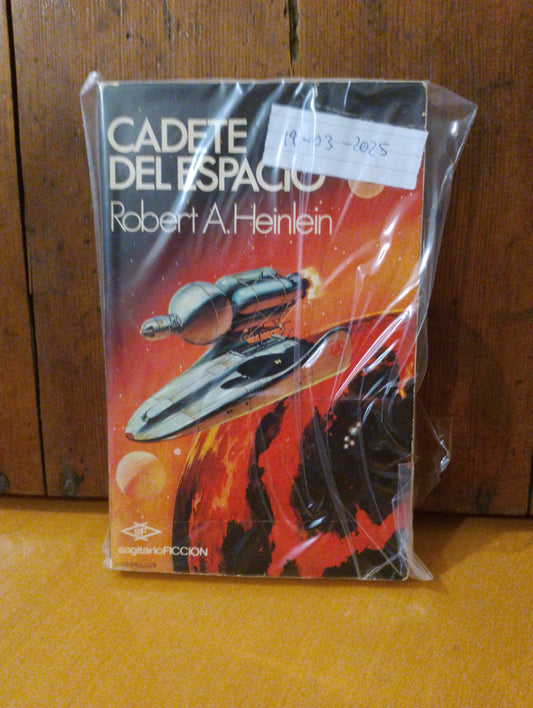 CADETE
DEL ESPACIO
Robert A. Heinlein
19-03-2025
sagitarioFICCION